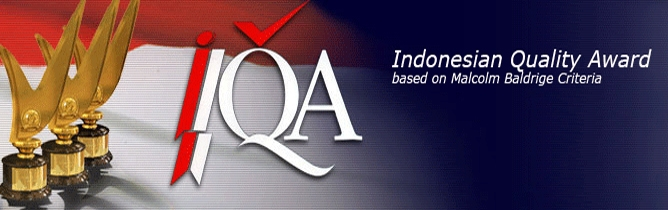 IQA
Indonesian Quality Award
based on Malcolm Baldrige Criteria